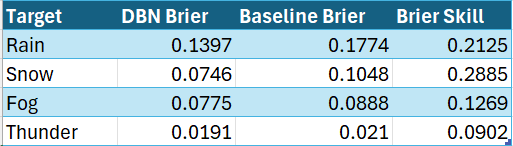 Target DBN Brier Baseline Brier Brier Skill
Rain 0.1397 0.1774 0.2125
Snow 0.0746 0.1048 0.2885
Fog 0.0775 0.0888 0.1269
Thunder 0.0191 0.021 0.0902